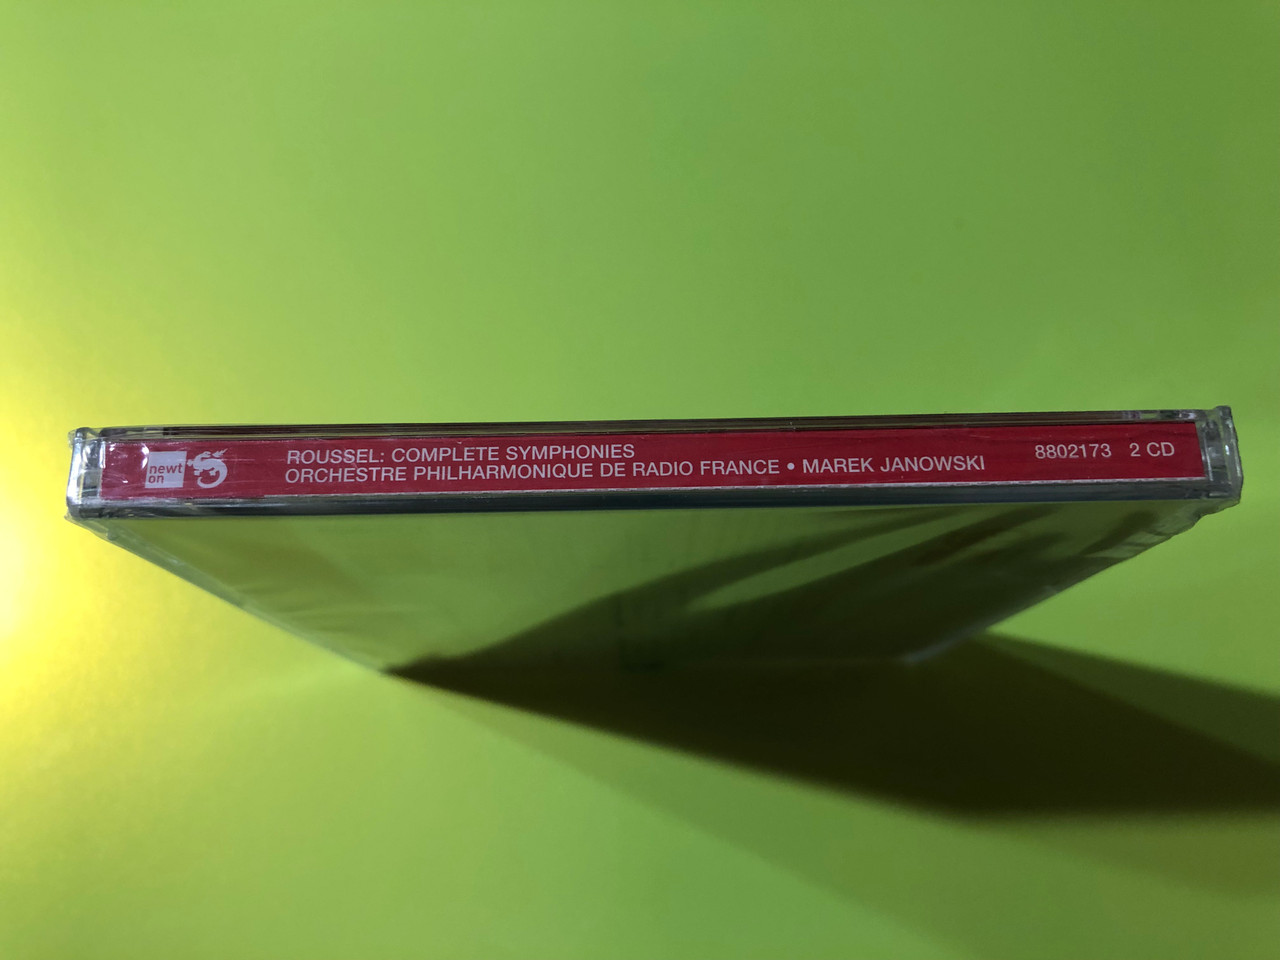 newt
on
ROUSSEL: COMPLETE SYMPHONIES
ORCHESTRE PHILHARMONIQUE DE RADIO FRANCE • MAREK JANOWSKI
8802173 2 CD